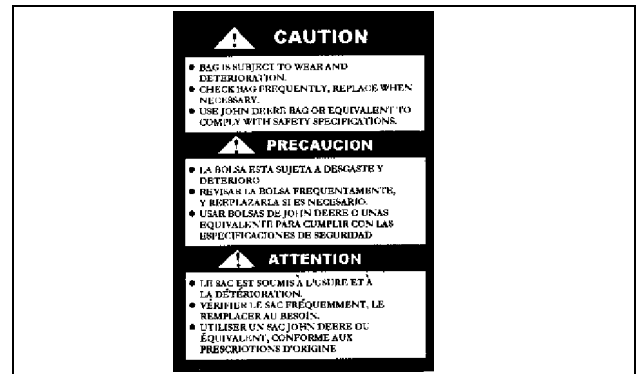 CAUTION
● BAG IS SUBJECT TO WEAR AND
DETERIORATION.
● CHECK BAG FREQUENTLY, REPLACE WHEN
NECESSARY.
● USE JOHN DEERE BAG OR EQUIVALENT TO
COMPLY WITH SAFETY SPECIFICATIONS.
PRECAUCION
● LA BOLSA ESTA SUJETA A DESGASTE Y
DETERIORO
● REVISAR LA BOLSA FREQUENTAMENTE,
Y REEPLAZARLA SI ES NECESARIO.
● USAR BOLSAS DE JOHN DEERE O UNAS
EQUIVALENTE PARA CUMPLIR CON LAS
ESPECIFICACIONES DE SEGURIDAD
ATTENTION
● LE SAC EST SOUMIS À L'USURE ET À
LA DÉTÉRIORATION.
● VÉRIFIER LE SAC FRÉQUEMMENT, LE
REMPLACER AU BESOIN.
● UTILISER UN SAC JOHN DEERE OU
ÉQUIVALENT, CONFORME AUX
PRESCRIOTIONS D'ORIGINE